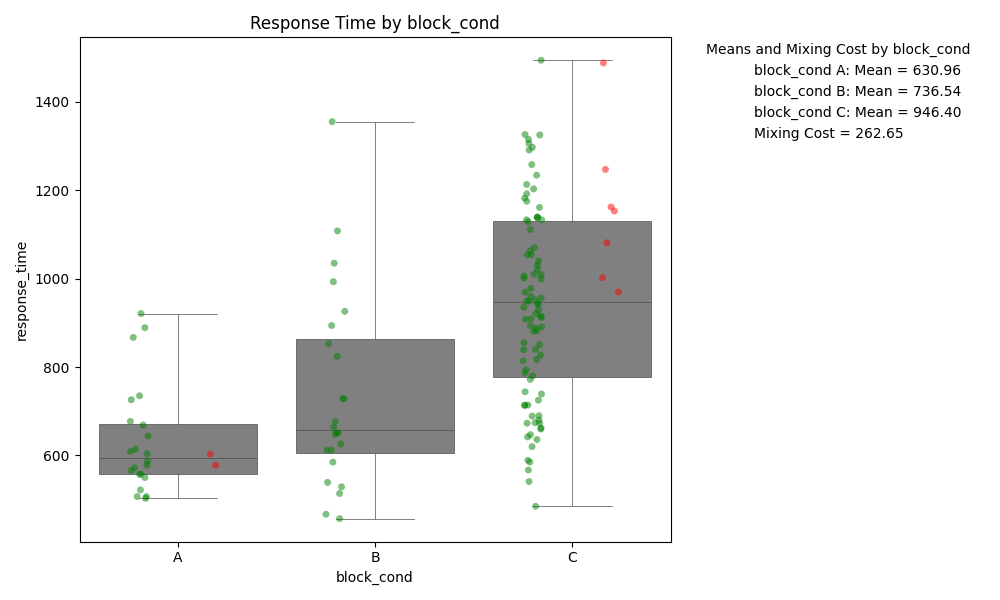 Response Time by block_cond
Means and Mixing Cost by block_cond
block_cond A: Mean = 630.96
block_cond B: Mean = 736.54
block_cond C: Mean = 946.40
Mixing Cost = 262.65
response_time
1400
1200
1000
800
600
A B C
block_cond